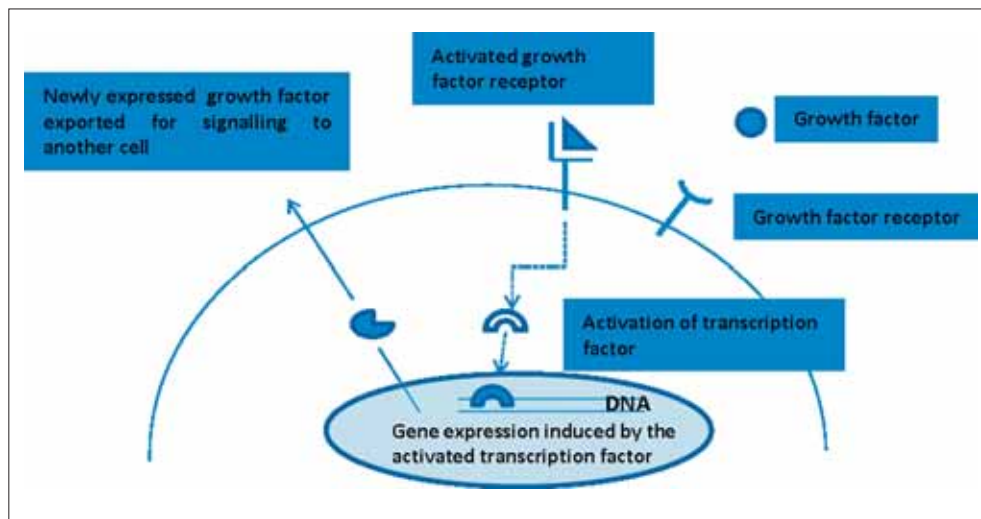 Activated growth
factor receptor
Newly expressed growth factor
exported for signalling to
another cell
Growth factor
Growth factor receptor
Activation of transcription
factor
DNA
Gene expression induced by the
activated transcription factor